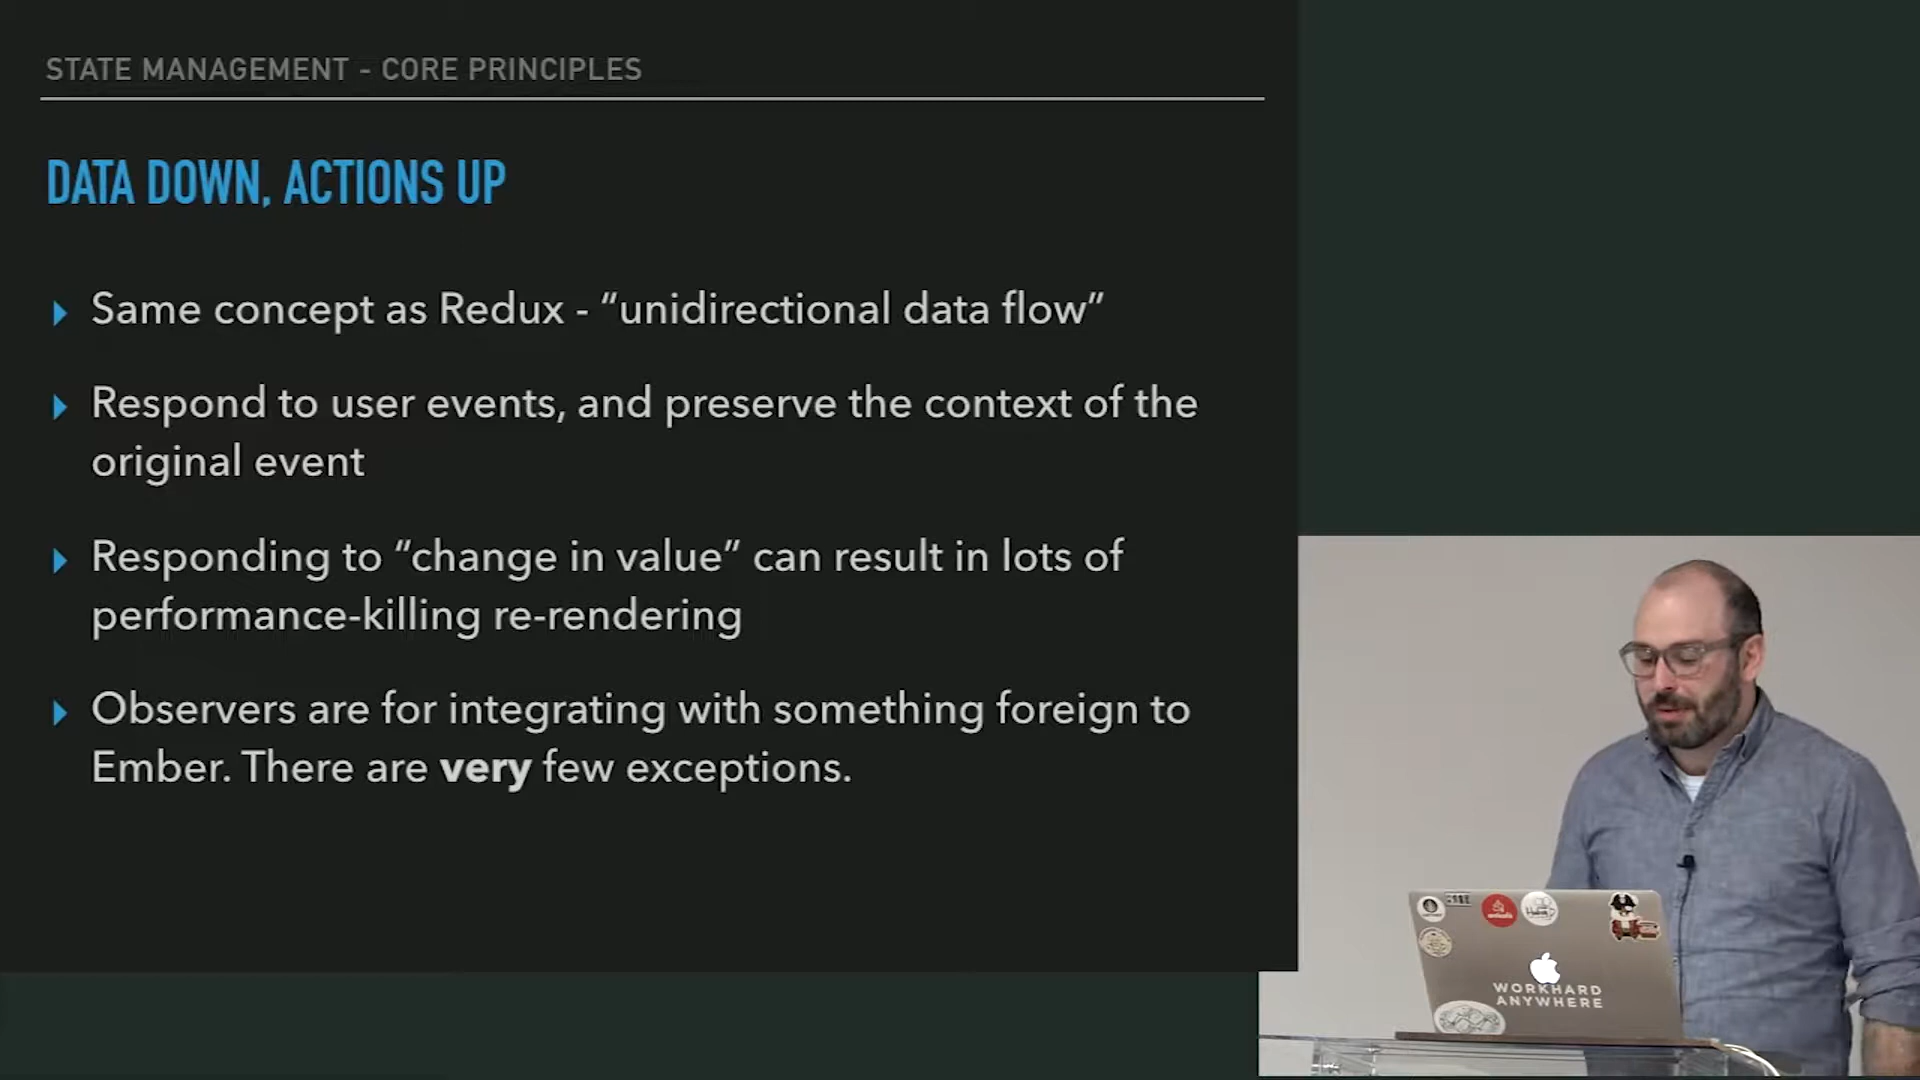 STATE MANAGEMENT - CORE PRINCIPLES
DATA DOWN, ACTIONS UP
Same concept as Redux - “unidirectional data flow”
Respond to user events, and preserve the context of the
original event
Responding to “change in value” can result in lots of
performance-killing re-rendering
Observers are for integrating with something foreign to
Ember. There are very few exceptions.
WORKHARD
ANYWHERE